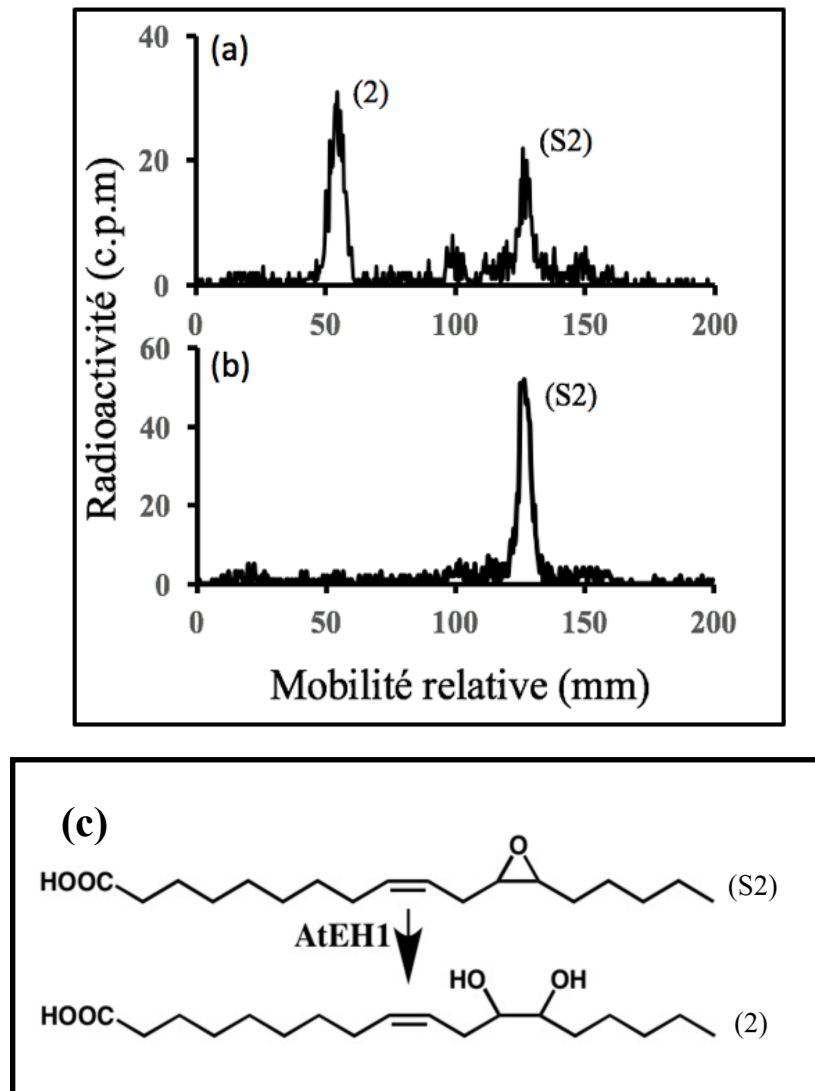 (a)
40
(2)
(S2)
20
0
0
50
100
150
200
60
(b)
(S2)
40
20
0
0
50
100
150
200
Radioactivité (c.p.m)
Mobilité relative (mm)
(c)
O
HOOC
(S2)
AtEH1
HO OH
HOOC
(2)